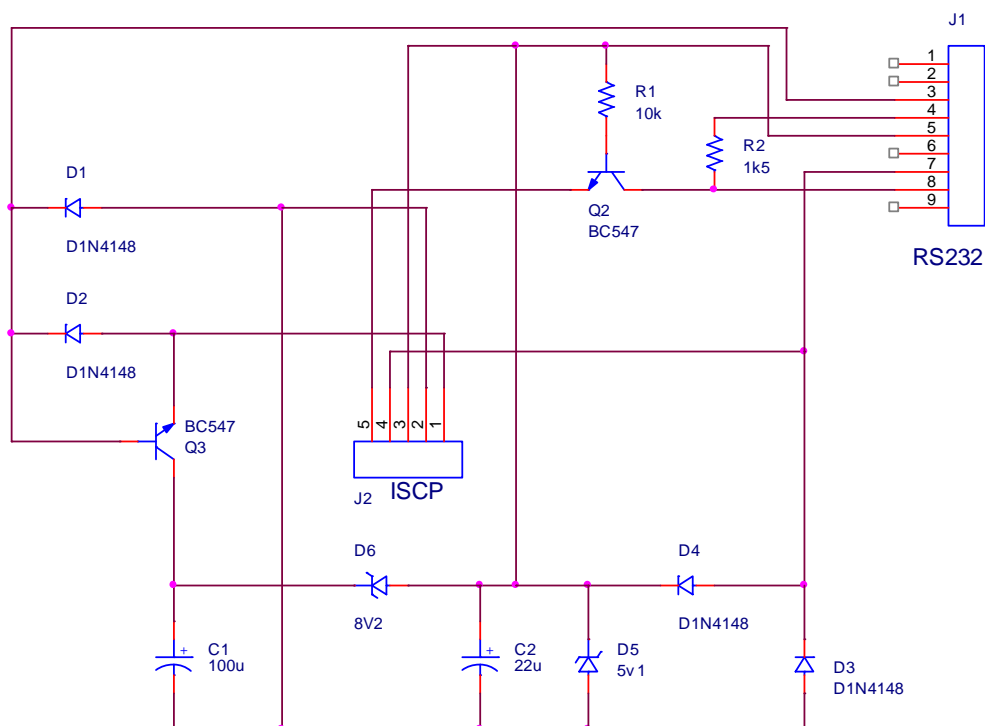 J1
1
2
3
4
5
6
7
8
9
RS232
R1
10k
R2
1k5
Q2
BC547
D1
D1N4148
D2
D1N4148
BC547
Q3
5
4
3
2
1
J2
ISCP
D6
8V2
D4
D1N4148
C1
100u
+
C2
22u
+
D5
5v1
D3
D1N4148